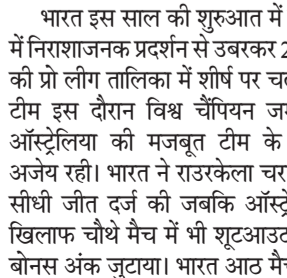 भारत इस साल की शुरुआत में
में निराशाजनक प्रदर्शन से उबरकर 2
की प्रो लीग तालिका में शीर्ष पर
टीम इस दौरान विश्व चैंपियन
ऑस्ट्रेलिया की मजबूत टीम के
अजेय रही। भारत ने राउरकेला
सीधी जीत दर्ज की जबकि
खिलाफ चौथे मैच में भी
बोनस अंक जुटाया। भारत आठ